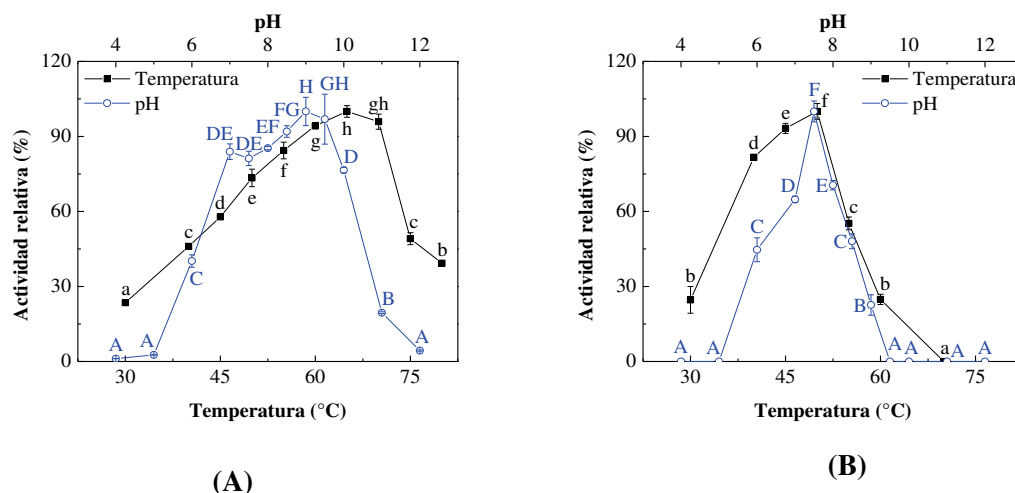 pH
4 6 8 10 12
120
90
60
30
0
Actividad relativa (%)
Temperatura
pH
H
GH
gh
FG
h
EF
g
DE
DE
f
D
e
d
c
C
c
b
a
B
A
A
A
30 45 60 75
Temperatura (°C)
(A)
pH
4 6 8 10 12
120
90
60
30
0
Actividad relativa (%)
Temperatura
pH
F
f
e
d
D
E
c
C
C
b
b
B
a
A
A
A
A
A
A
30 45 60 75
Temperatura (°C)
(B)